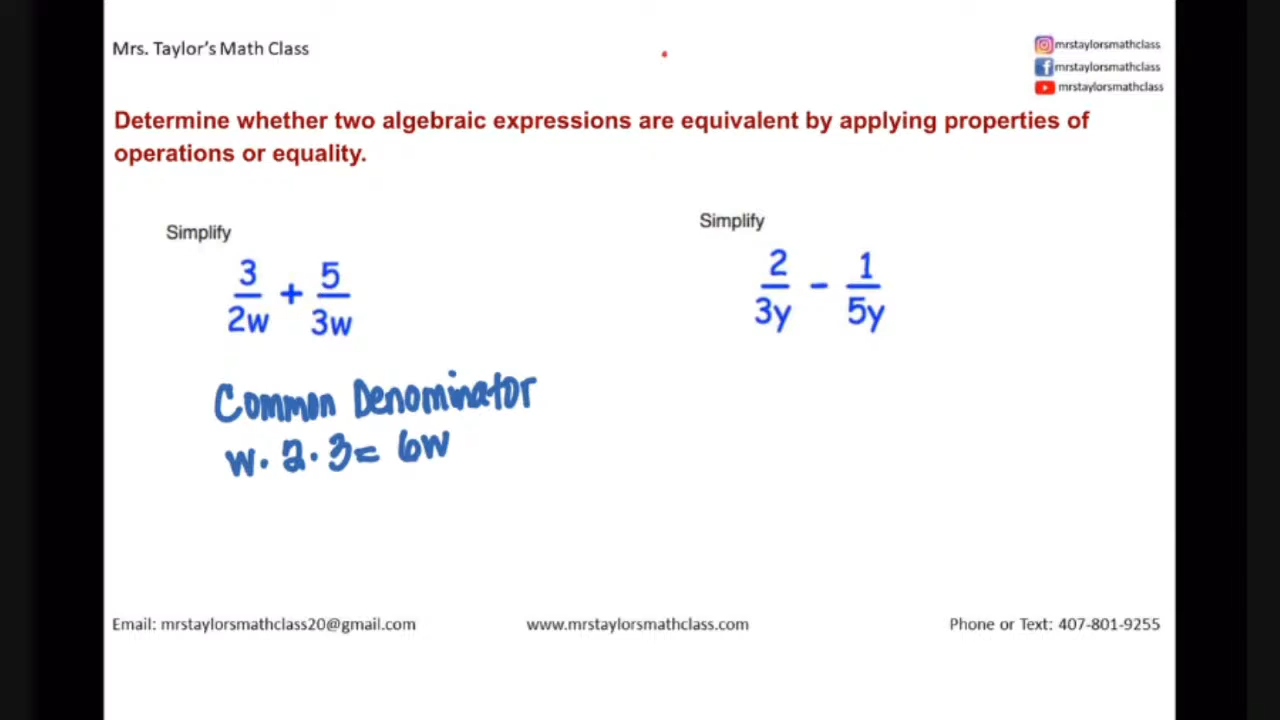 Mrs. Taylor's Math Class
mrstaylorsmathclass
mrstaylorsmathclass
mrstaylorsmathclass
Determine whether two algebraic expressions are equivalent by applying properties of
operations or equality.
Simplify
3/2w + 5/3w
Common Denominator
w · 2 · 3 = 6w
Simplify
2/3y - 1/5y
Email: mrstaylorsmathclass20@gmail.com
www.mrstaylorsmathclass.com
Phone or Text: 407-801-9255